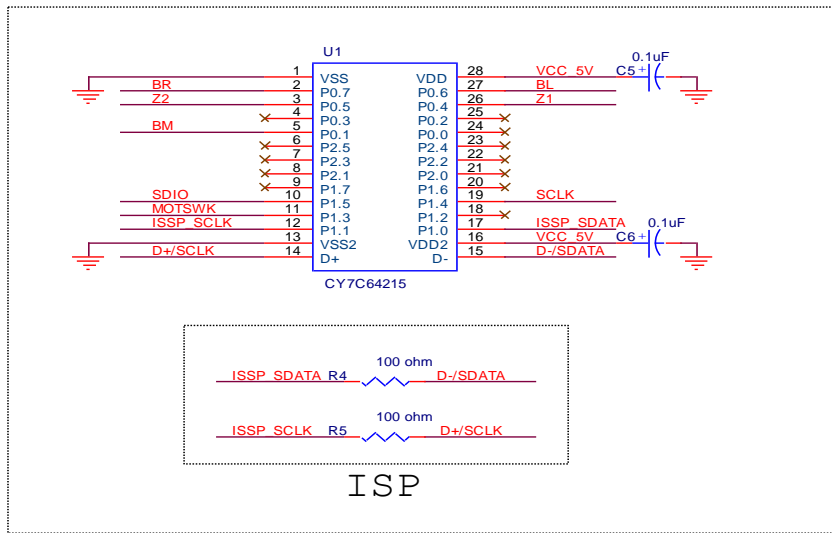 U1
1 VSS VDD 28 VCC_5V C5 + 0.1uF
BR 2 P0.7 P0.6 27 BL
Z2 3 P0.5 P0.4 26 Z1
4 P0.3 P0.2 25
BM 5 P0.1 P0.0 24
6 P2.5 P2.4 23
7 P2.3 P2.2 22
8 P2.1 P2.0 21
9 P1.7 P1.6 20
SDIO 10 P1.5 P1.4 19 SCLK
MOTSWK 11 P1.3 P1.2 18
ISSP_SCLK 12 P1.1 P1.0 17 ISSP_SDATA
13 VSS2 VDD2 16 VCC_5V C6 + 0.1uF
D+/SCLK 14 D+ D- 15 D-/SDATA
CY7C64215
100 ohm
ISSP_SDATA R4 D-/SDATA
100 ohm
ISSP_SCLK R5 D+/SCLK
ISP